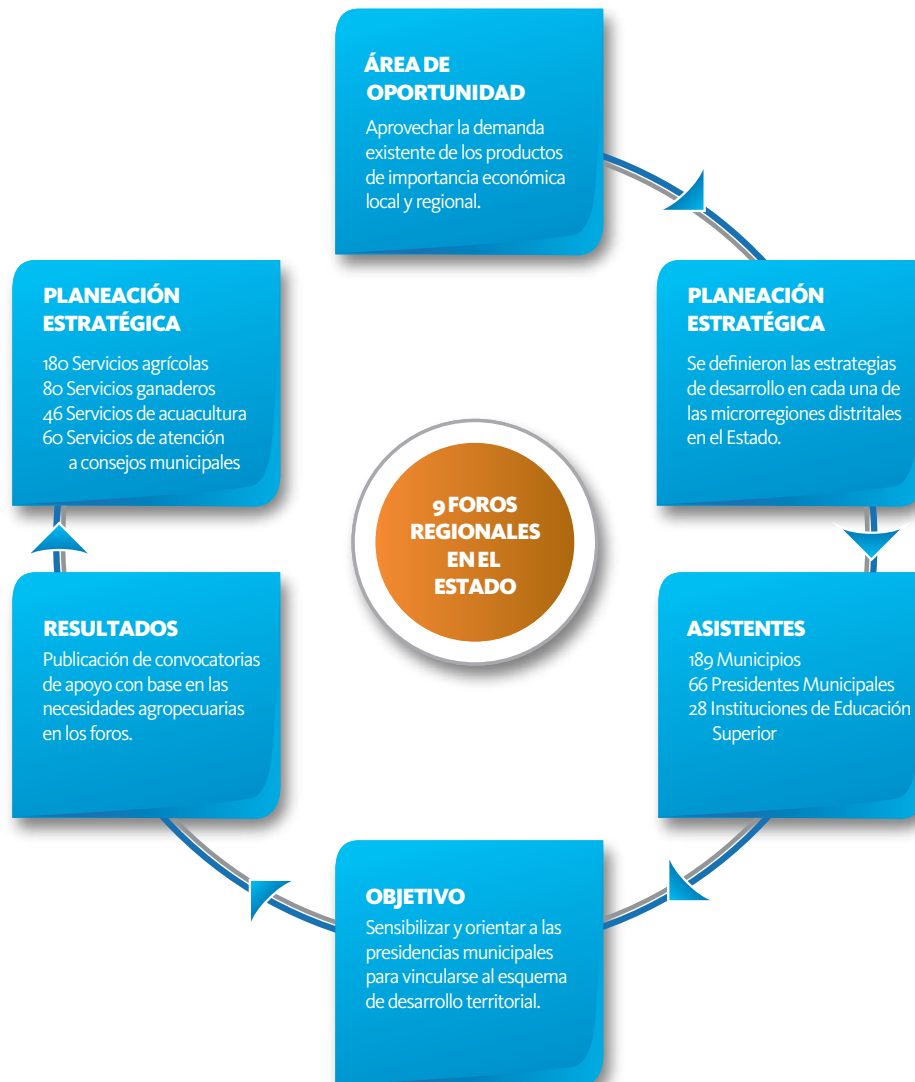 ÁREA DE
OPORTUNIDAD
Aprovechar la demanda
existente de los productos
de importancia económica
local y regional.
PLANEACIÓN
ESTRATÉGICA
Se definieron las estrategias
de desarrollo en cada una de
las microrregiones distritales
en el Estado.
ASISTENTES
189 Municipios
66 Presidentes Municipales
28 Instituciones de Educación
Superior
OBJETIVO
Sensibilizar y orientar a las
presidencias municipales
para vincularse al esquema
de desarrollo territorial.
RESULTADOS
Publicación de convocatorias
de apoyo con base en las
necesidades agropecuarias
en los foros.
PLANEACIÓN
ESTRATÉGICA
180 Servicios agrícolas
80 Servicios ganaderos
46 Servicios de acuacultura
60 Servicios de atención
a consejos municipales
9 FOROS
REGIONALES
EN EL
ESTADO